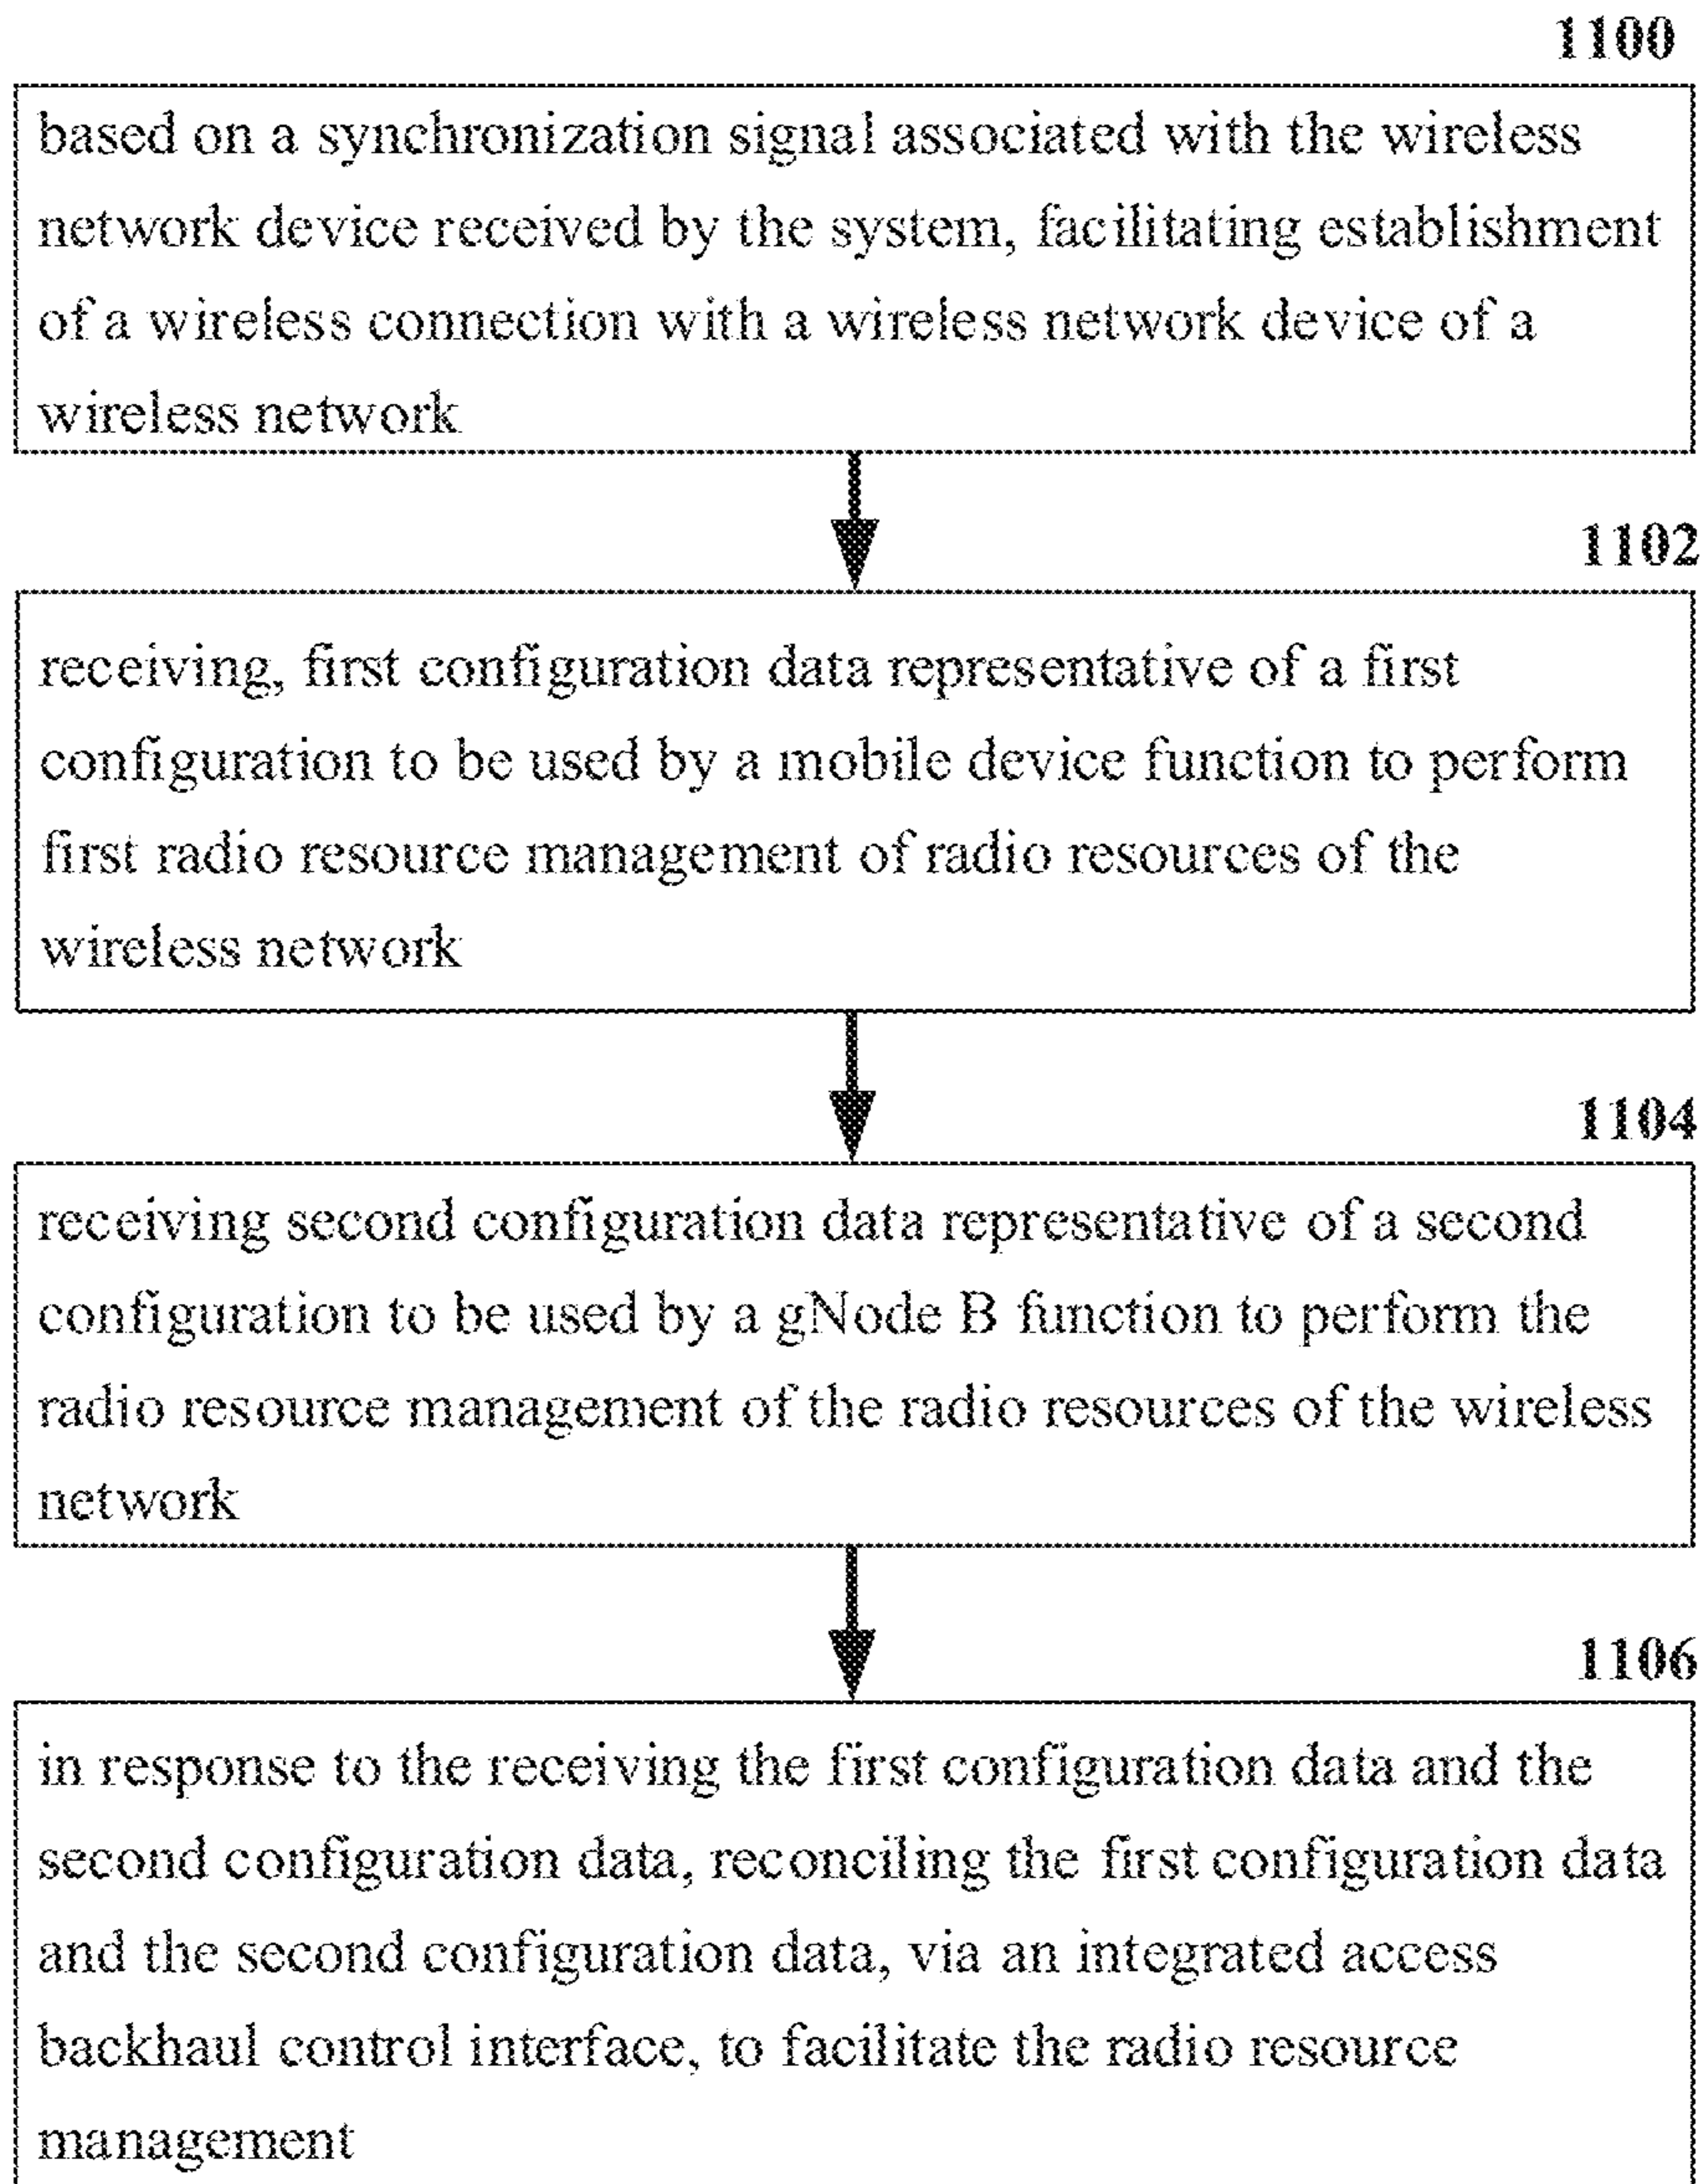 1100
based on a synchronization signal associated with the wireless
network device received by the system, facilitating establishment
of a wireless connection with a wireless network device of a
wireless network
1102
receiving, first configuration data representative of a first
configuration to be used by a mobile device function to perform
first radio resource management of radio resources of the
wireless network
1104
receiving second configuration data representative of a second
configuration to be used by a gNode B function to perform the
radio resource management of the radio resources of the wireless
network
1106
in response to the receiving the first configuration data and the
second configuration data, reconciling the first configuration data
and the second configuration data, via an integrated access
backhaul control interface, to facilitate the radio resource
management